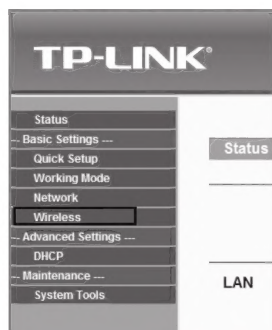 TP-LINK®
Status
--- Basic Settings ---
Quick Setup
Working Mode
Network
Wireless
--- Advanced Settings ---
DHCP
--- Maintenance ---
System Tools
Status
LAN